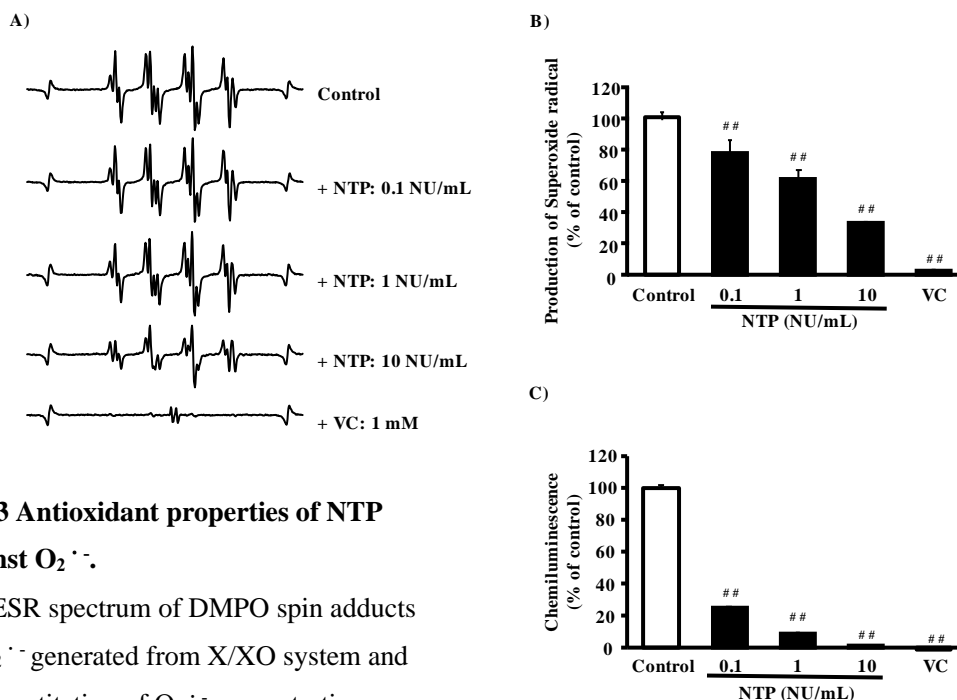 A)
Control
+ NTP: 0.1 NU/mL
+ NTP: 1 NU/mL
+ NTP: 10 NU/mL
+ VC: 1 mM
3 Antioxidant properties of NTP
nst O₂˙⁻.
ESR spectrum of DMPO spin adducts
˙⁻ generated from X/XO system and
B)
Production of Superoxide radical
(% of control)
120
100
80
60
40
20
0
##
##
##
##
Control 0.1 1 10 VC
NTP (NU/mL)
C)
Chemiluminescence
(% of control)
120
100
80
60
40
20
0
##
##
##
##
Control 0.1 1 10 VC
NTP (NU/mL)